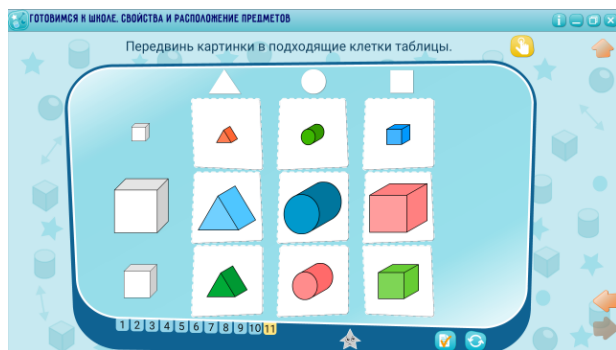 ГОТОВИМСЯ К ШКОЛЕ. СВОЙСТВА И РАСПОЛОЖЕНИЕ ПРЕДМЕТОВ
Передвинь картинки в подходящие клетки таблицы.
1 2 3 4 5 6 7 8 9 10 11